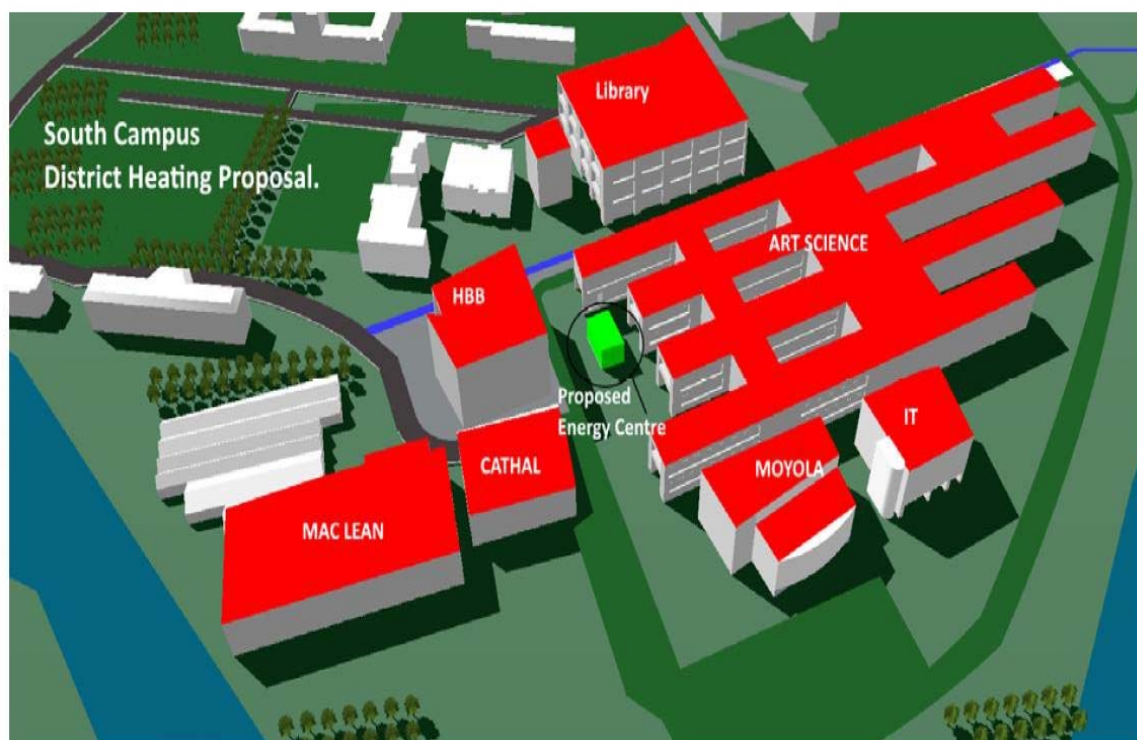 South Campus
District Heating Proposal.
Library
ART SCIENCE
HBB
Proposed
Energy Centre
IT
CATHAL
MOYOLA
MAC LEAN